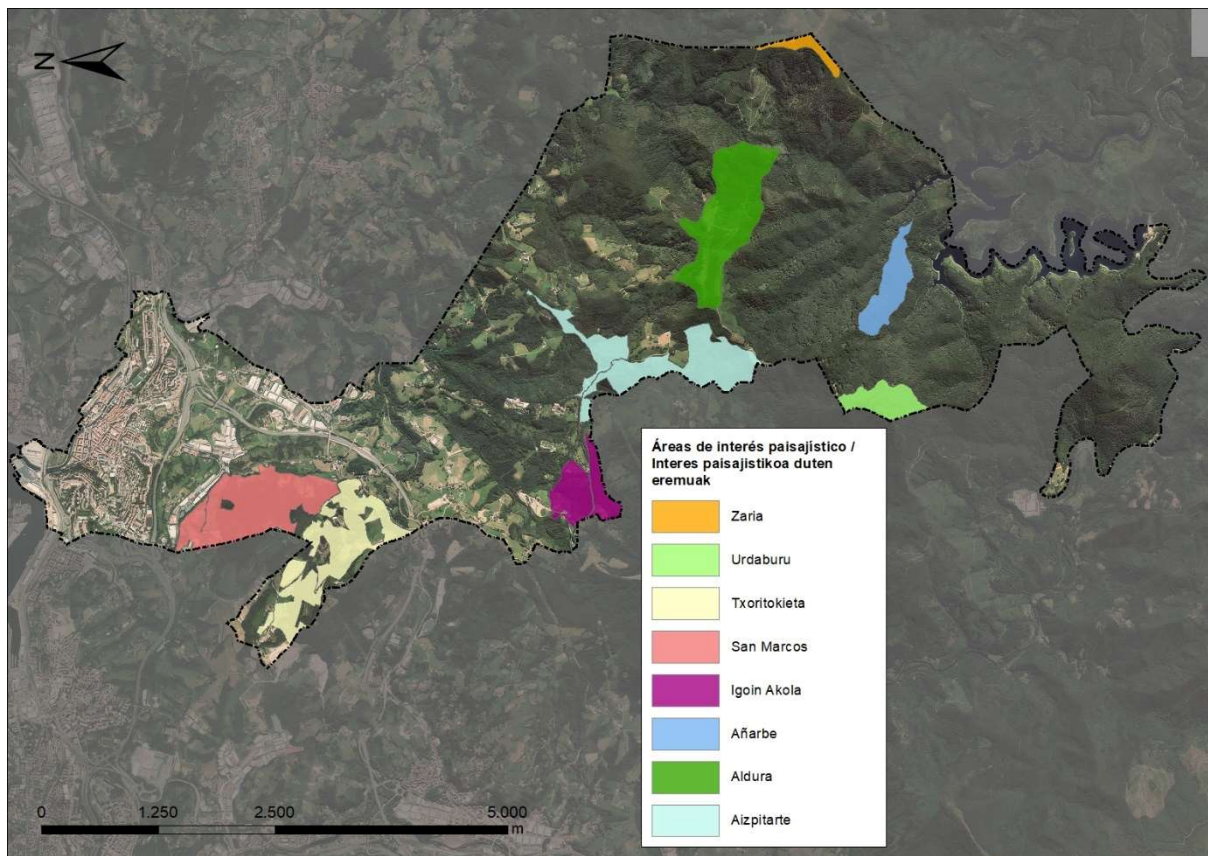 N
Áreas de interés paisajístico /
Interes paisajistikoa duten
eremuak
Zaria
Urdaburu
Txoritokieta
San Marcos
Igoin Akola
Añarbe
Aldura
Aizpitarte
0 1.250 2.500 5.000
m